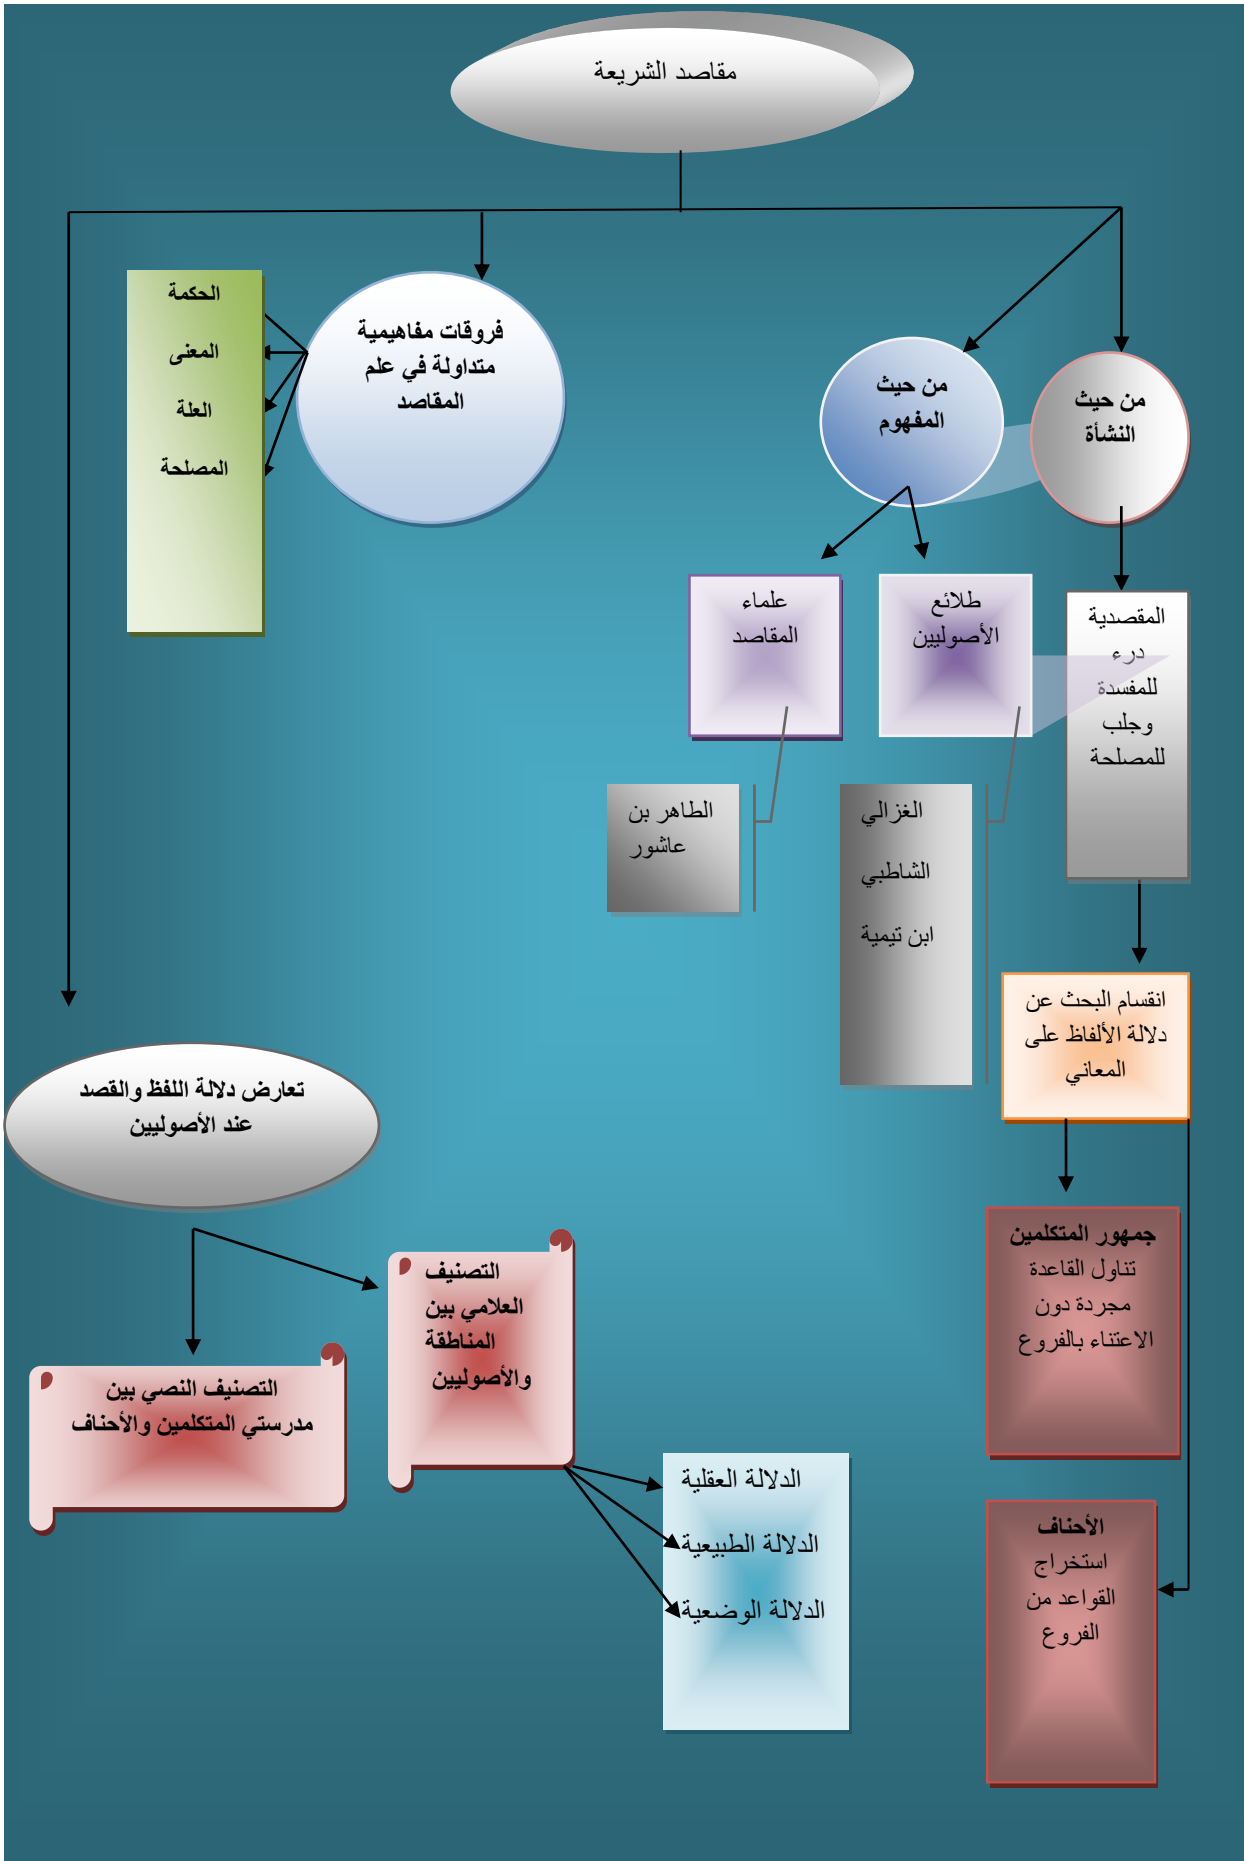 مقاصد الشريعة
من حيث
النشأة
من حيث
المفهوم
فروقات مفاهيمية
متداولة في علم
المقاصد
الحكمة
المعنى
العلة
المصلحة
المقصدية
درء
للمفسدة
وجلب
للمصلحة
طلائع
الأصوليين
علماء
المقاصد
الغزالي
الشاطبي
ابن تيمية
الطاهر بن
عاشور
انقسام البحث عن
دلالة الألفاظ على
المعاني
جمهور المتكلمين
تناول القاعدة
مجردة دون
الاعتناء بالفروع
الأحناف
استخراج
القواعد من
الفروع
تعارض دلالة اللفظ والقصد
عند الأصوليين
التصنيف
العلامي بين
المناطقة
والأصوليين
التصنيف النصي بين
مدرستي المتكلمين والأحناف
الدلالة العقلية
الدلالة الطبيعية
الدلالة الوضعية